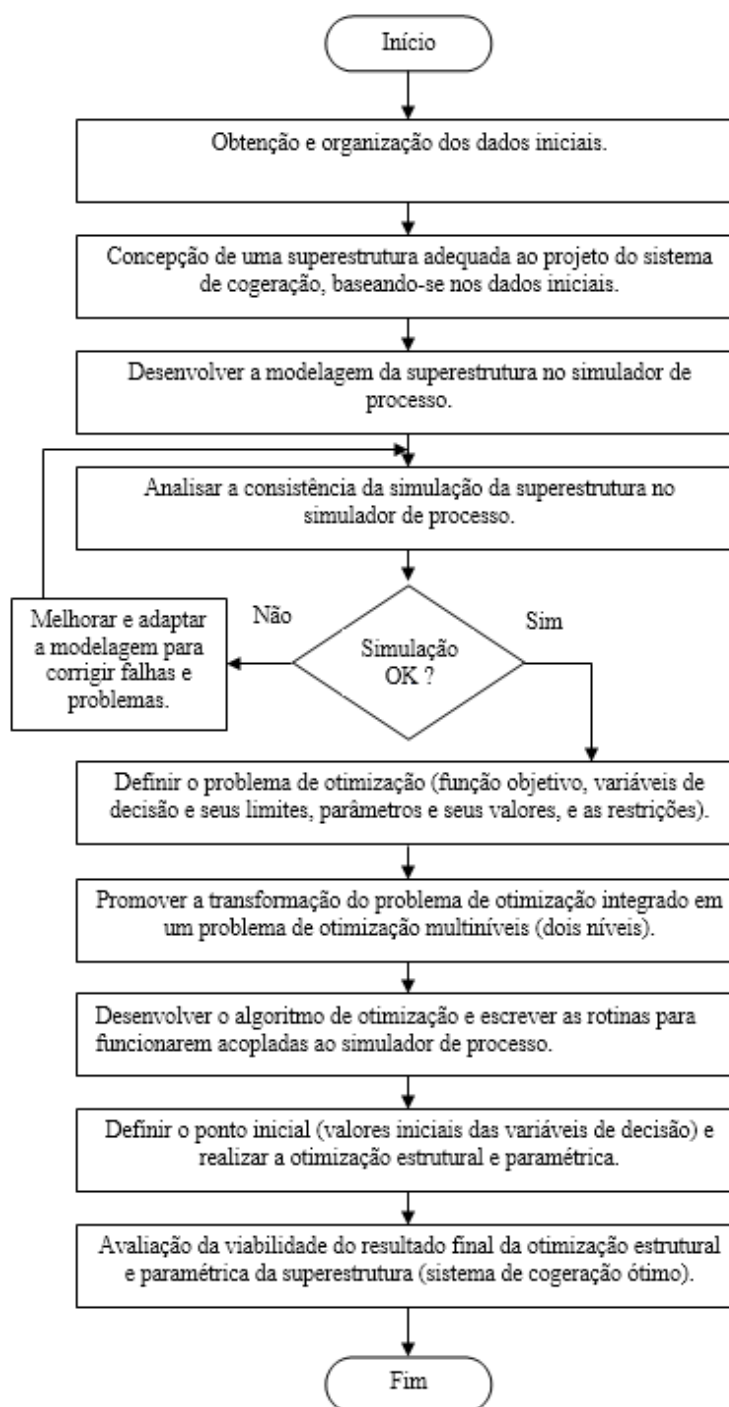 Início
Obtenção e organização dos dados iniciais.
Concepção de uma superestrutura adequada ao projeto do sistema
de cogeração, baseando-se nos dados iniciais.
Desenvolver a modelagem da superestrutura no simulador de
processo.
Analisar a consistência da simulação da superestrutura no
simulador de processo.
Simulação
OK ?
Não
Melhorar e adaptar
a modelagem para
corrigir falhas e
problemas.
Sim
Definir o problema de otimização (função objetivo, variáveis de
decisão e seus limites, parâmetros e seus valores, e as restrições).
Promover a transformação do problema de otimização integrado em
um problema de otimização multiníveis (dois níveis).
Desenvolver o algoritmo de otimização e escrever as rotinas para
funcionarem acopladas ao simulador de processo.
Definir o ponto inicial (valores iniciais das variáveis de decisão) e
realizar a otimização estrutural e paramétrica.
Avaliação da viabilidade do resultado final da otimização estrutural
e paramétrica da superestrutura (sistema de cogeração ótimo).
Fim